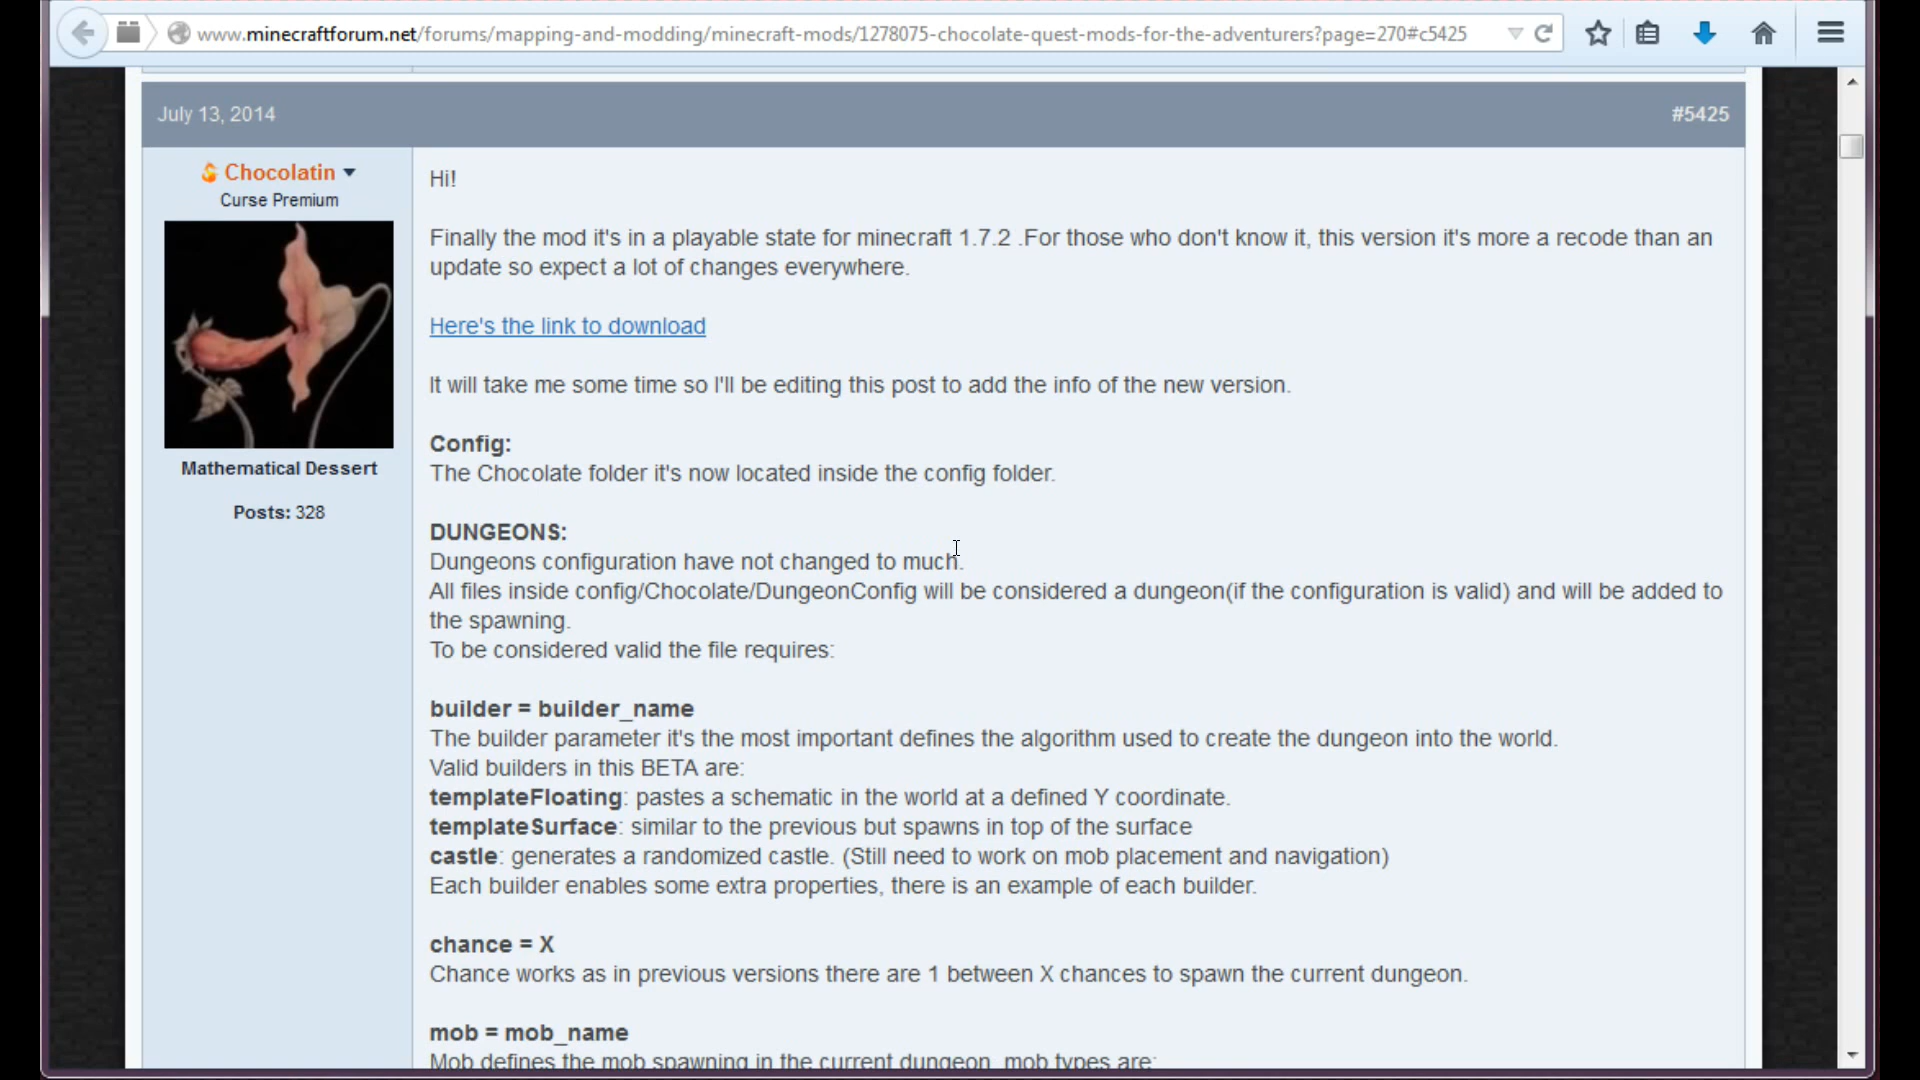 www.minecraftforum.net/forums/mapping-and-modding/minecraft-mods/1278075-chocolate-quest-mods-for-the-adventurers?page=270#c5425
July 13, 2014
#5425
Chocolatin
Curse Premium
Mathematical Dessert
Posts: 328
Hi!
Finally the mod it's in a playable state for minecraft 1.7.2 .For those who don't know it, this version it's more a recode than an
update so expect a lot of changes everywhere.
Here's the link to download
It will take me some time so I'll be editing this post to add the info of the new version.
Config:
The Chocolate folder it's now located inside the config folder.
DUNGEONS:
Dungeons configuration have not changed to much.
All files inside config/Chocolate/DungeonConfig will be considered a dungeon(if the configuration is valid) and will be added to
the spawning.
To be considered valid the file requires:
builder = builder_name
The builder parameter it's the most important defines the algorithm used to create the dungeon into the world.
Valid builders in this BETA are:
templateFloating: pastes a schematic in the world at a defined Y coordinate.
templateSurface: similar to the previous but spawns in top of the surface
castle: generates a randomized castle. (Still need to work on mob placement and navigation)
Each builder enables some extra properties, there is an example of each builder.
chance = X
Chance works as in previous versions there are 1 between X chances to spawn the current dungeon.
mob = mob_name
Mob defines the mob spawning in the current dungeon, mob types are: